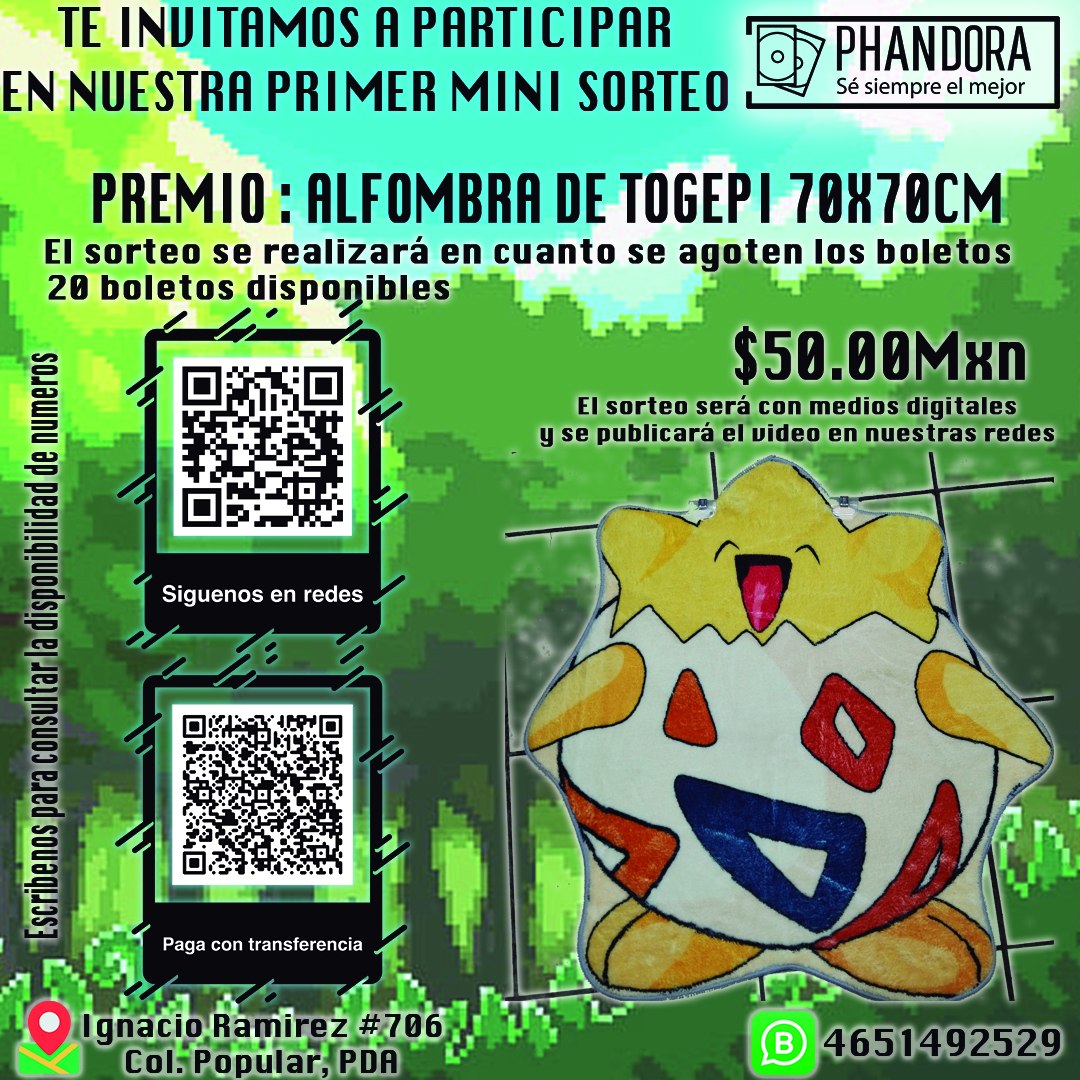 TE INVITAMOS A PARTICIPAR
EN NUESTRA PRIMER MINI SORTEO
PHANDORA
Sé siempre el mejor
PREMIO : ALFOMBRA DE TOGEPI 70X70CM
El sorteo se realizará en cuanto se agoten los boletos
20 boletos disponibles
$50.00Mxn
El sorteo será con medios digitales
y se publicará el video en nuestras redes
Escribenos para consultar la disponibilidad de numeros
Siguenos en redes
Paga con transferencia
Ignacio Ramirez #706
Col. Popular, PDA
B 4651492529